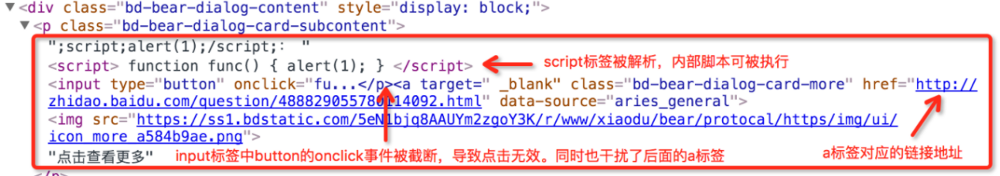 ▼<div class="bd-bear-dialog-content" style="display: block;">
▼<p class="bd-bear-dialog-card-subcontent">
";script;alert(1);/script;： "
<script> function func() { alert(1); } </script>
script标签被解析，内部脚本可被执行
<input type="button" onclick="fu...</p><a target=" _blank" class="bd-bear-dialog-card-more" href="http://
zhidao.baidu.com/question/488829055780114092.html" data-source="aries_general">
<img src="https://ss1.bdstatic.com/5eN1bjq8AAUYm2zgoY3K/r/www/xiaodu/bear/protocal/https/img/ui/
icon_more_a584b9ae.png">
"点击查看更多"
input标签中button的onclick事件被截断，导致点击无效。同时也干扰了后面的a标签
a标签对应的链接地址
</p>